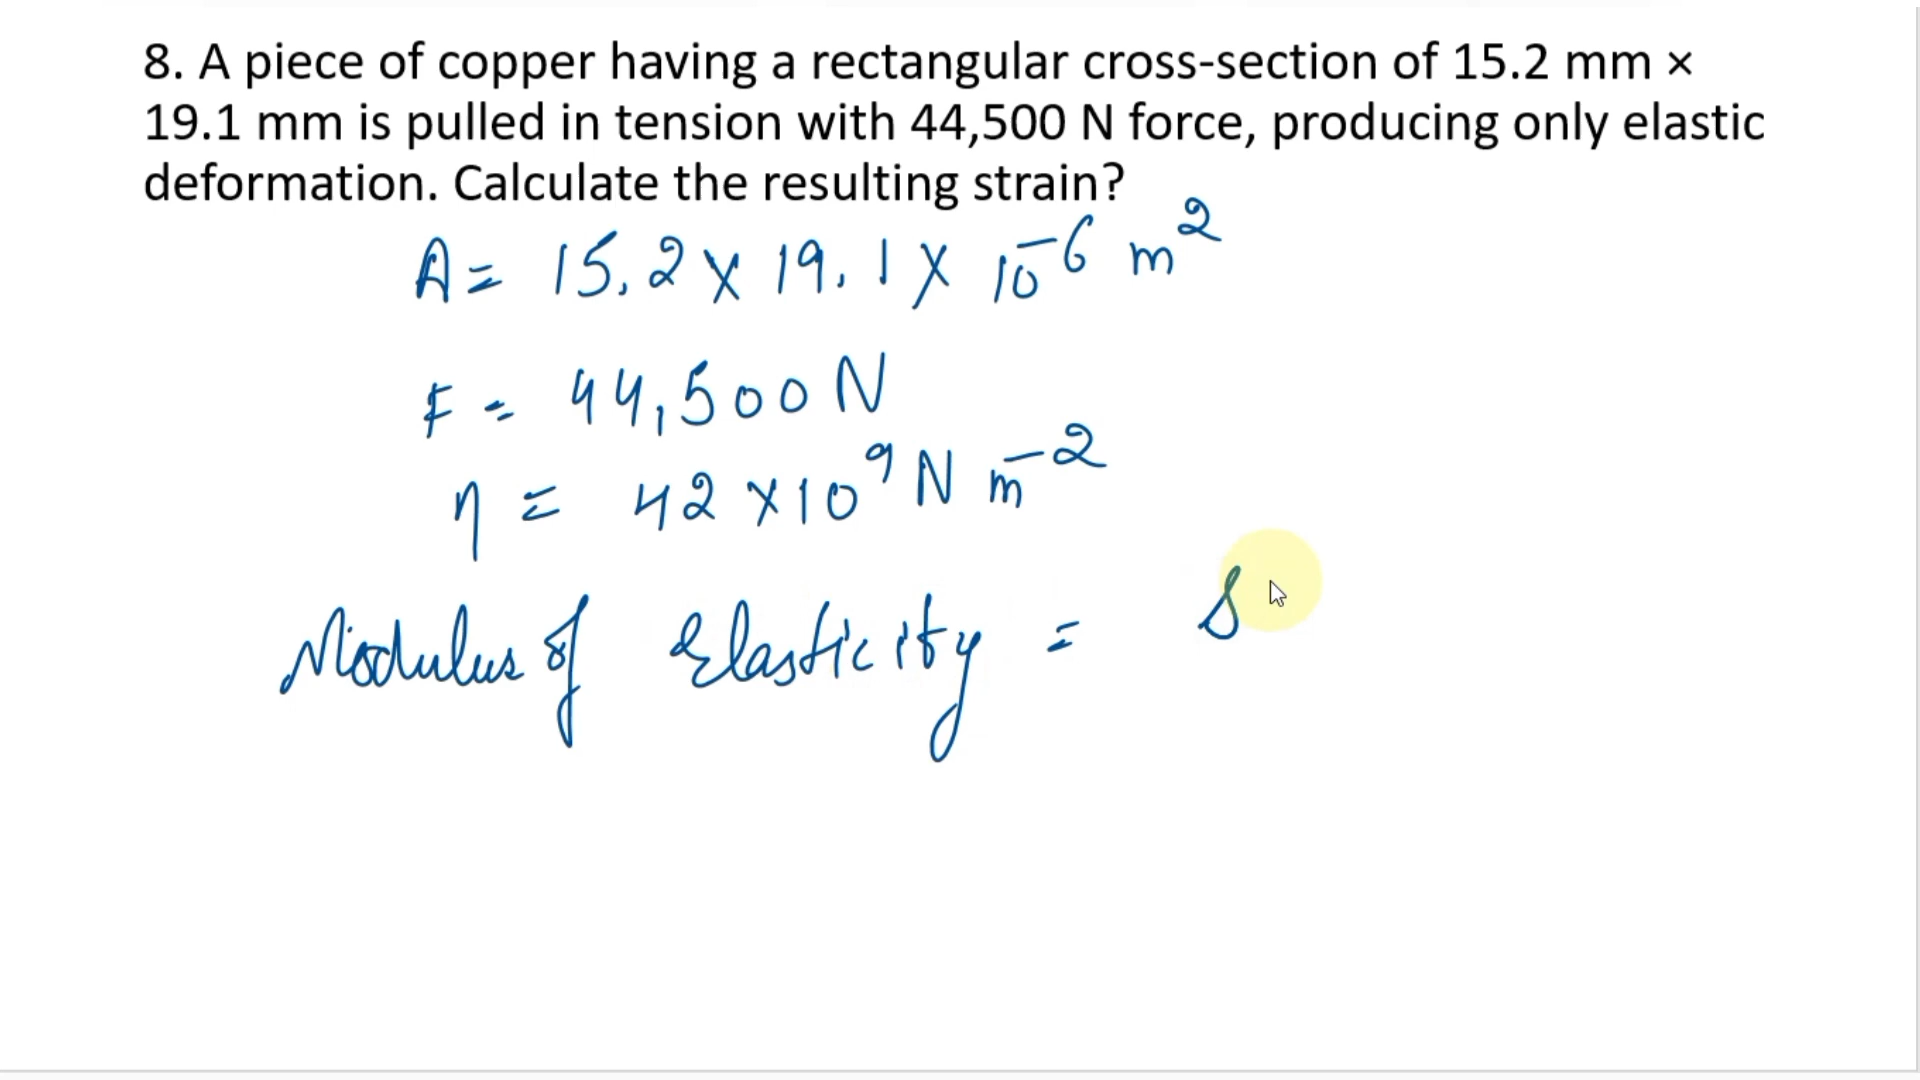 8. A piece of copper having a rectangular cross-section of 15.2 mm ×
19.1 mm is pulled in tension with 44,500 N force, producing only elastic
deformation. Calculate the resulting strain?
A = 15.2 × 19.1 × 10⁻⁶ m²
F = 44,500 N
η = 42 × 10⁹ N m⁻²
Modulus of Elasticity = S